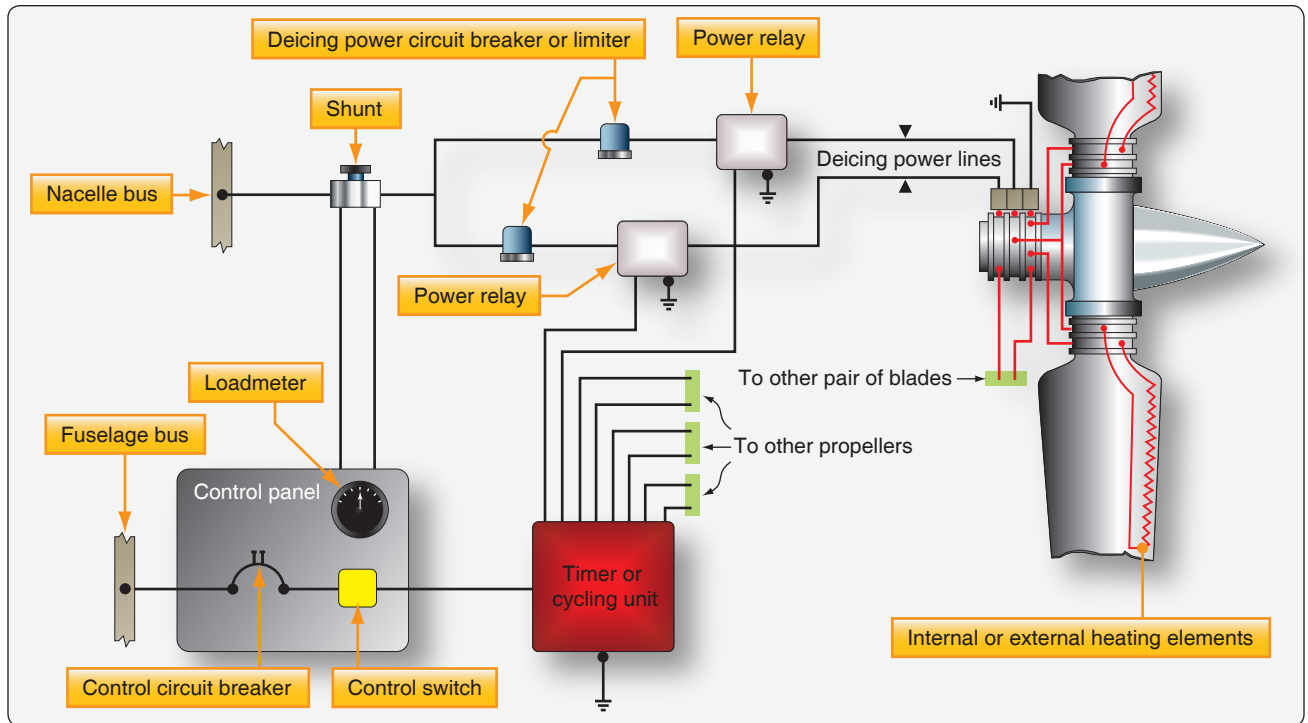 Deicing power circuit breaker or limiter
Power relay
Shunt
Nacelle bus
Deicing power lines
Power relay
Loadmeter
To other pair of blades
Fuselage bus
To other propellers
Control panel
Timer or
cycling unit
Internal or external heating elements
Control circuit breaker
Control switch